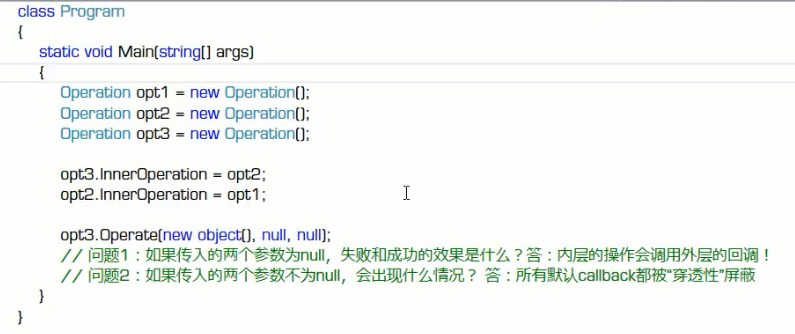 class Program
{
static void Main(string[] args)
{
Operation opt1 = new Operation();
Operation opt2 = new Operation();
Operation opt3 = new Operation();
opt3.InnerOperation = opt2;
opt2.InnerOperation = opt1;
opt3.Operate(new object(), null, null);
// 问题1：如果传入的两个参数为null，失败和成功的效果是什么？答：内层的操作会调用外层的回调！
// 问题2：如果传入的两个参数不为null，会出现什么情况？ 答：所有默认callback都被“穿透性”屏蔽
}
}